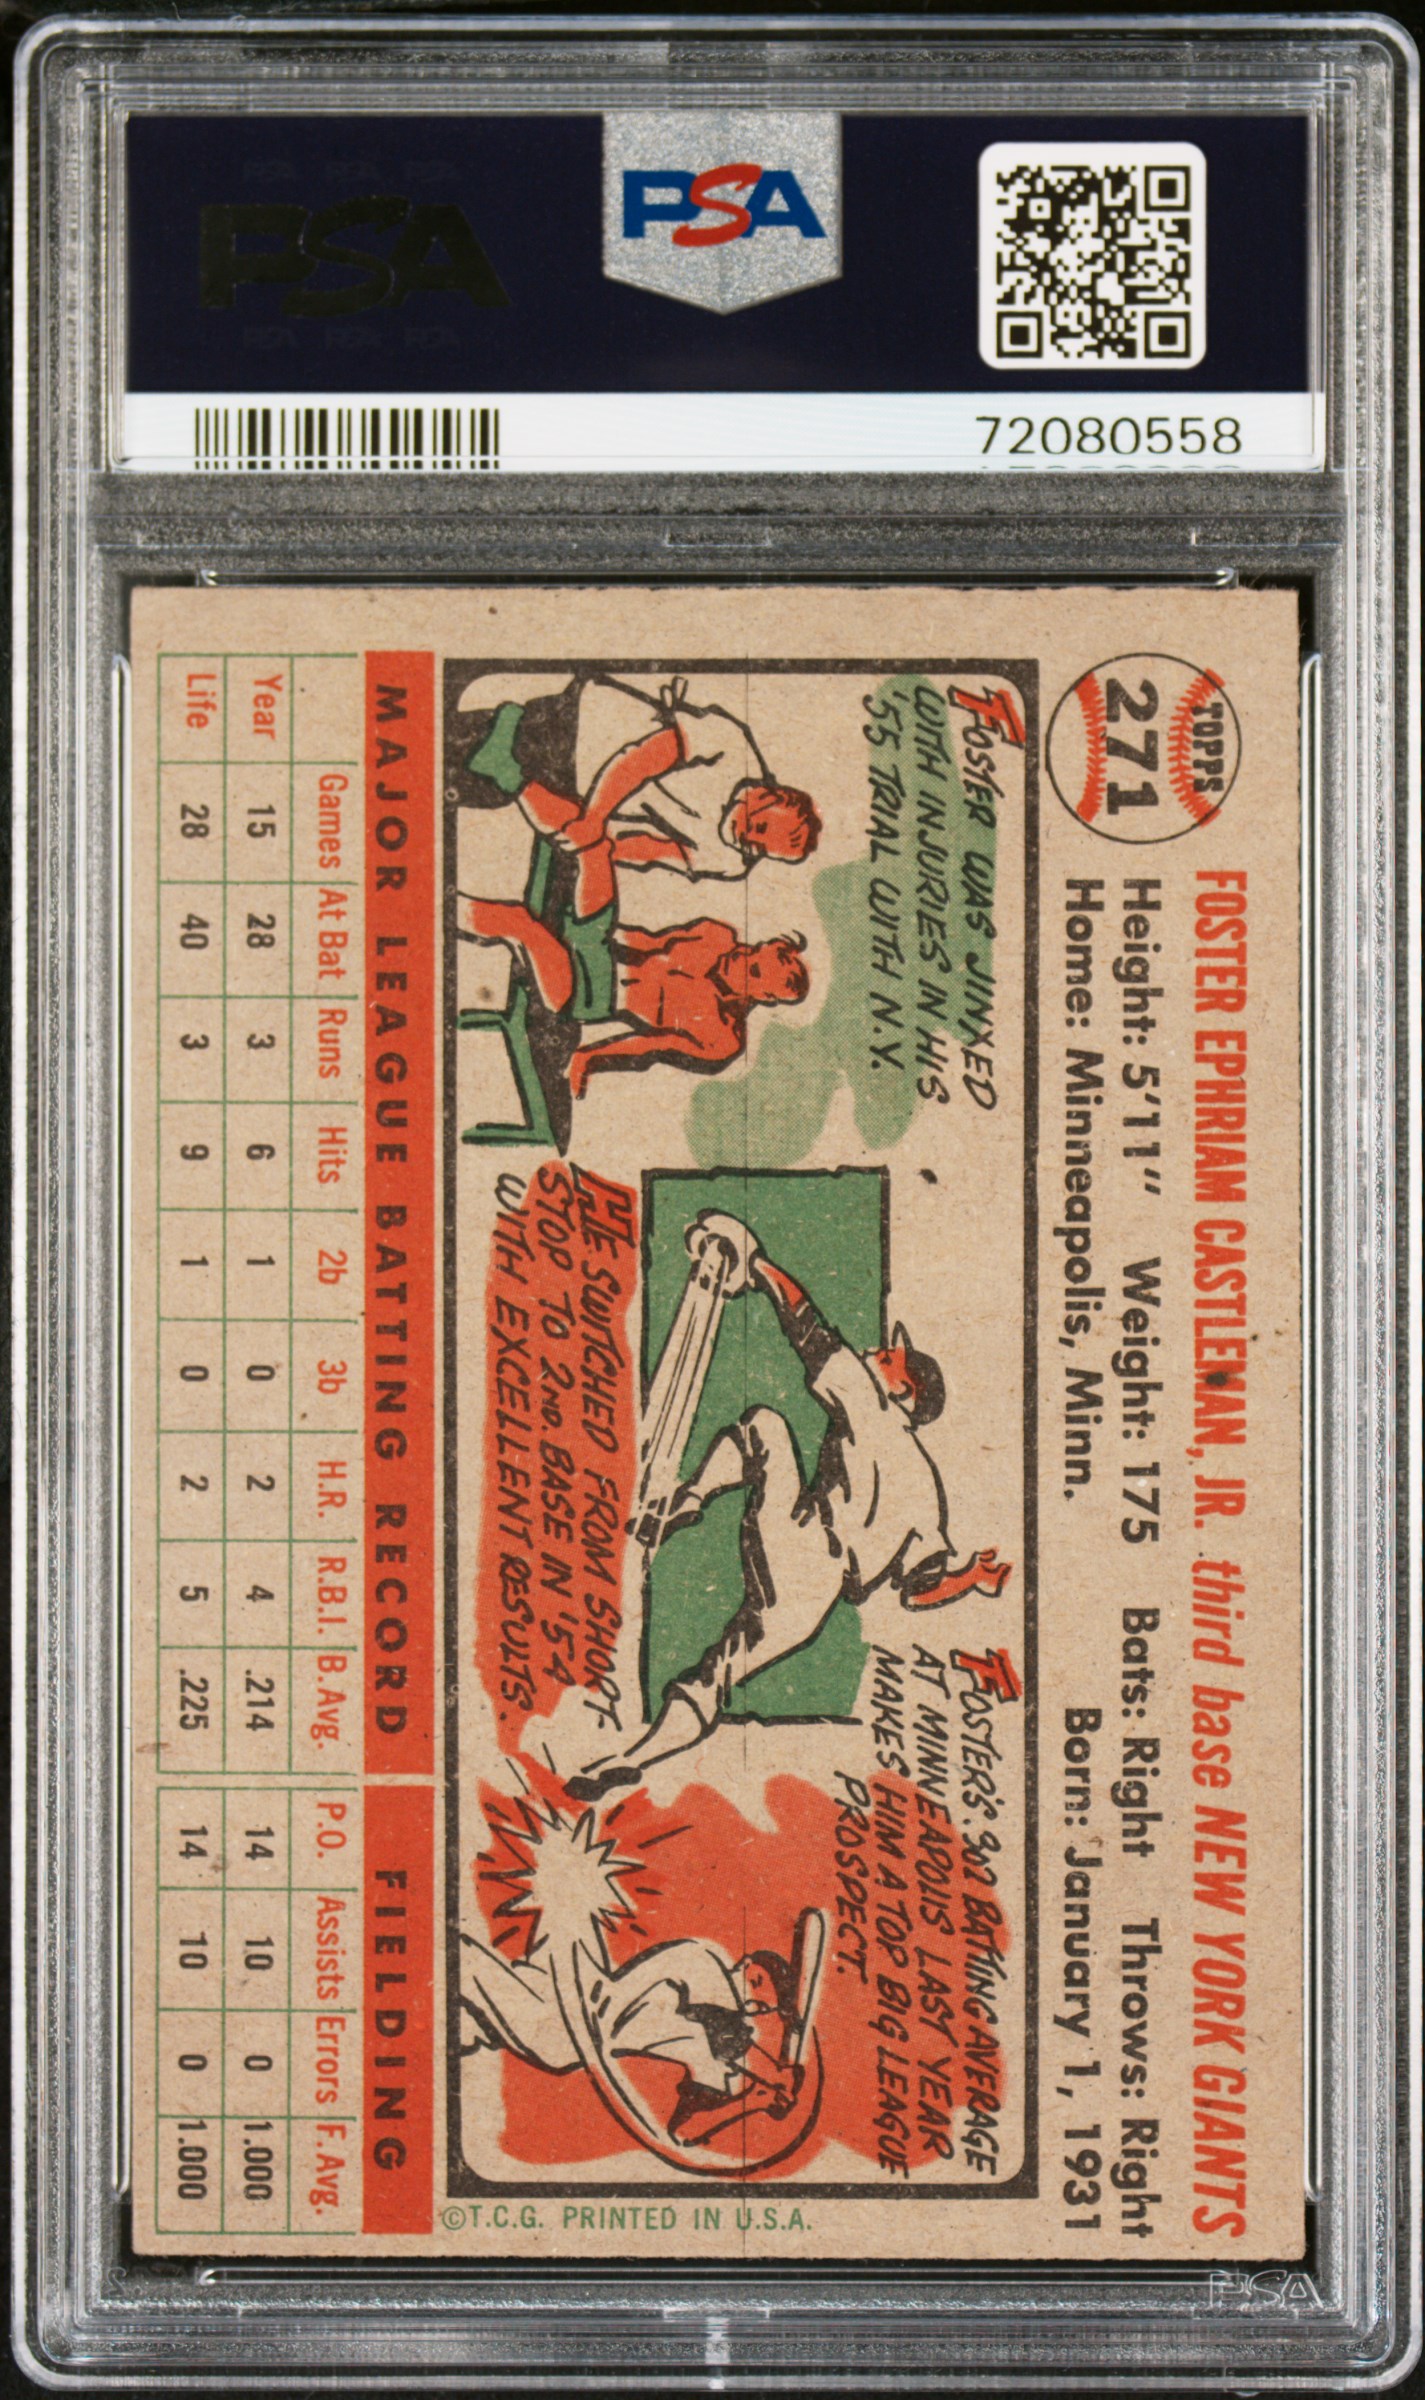 PSA
PSA
72080558
TOPPS
271
FOSTER EPHRIAM CASTLEMAN, JR. third base NEW YORK GIANTS
Height: 5'11" Weight: 175 Bats: Right Throws: Right
Home: Minneapolis, Minn. Born: January 1, 1931
FOSTER WAS JINXED
WITH INJURIES IN HIS
'55 TRIAL WITH N.Y.
HE SWITCHED FROM SHORT-
STOP TO 2ND. BASE IN '54
WITH EXCELLENT RESULTS.
FOSTER'S .302 BATTING AVERAGE
AT MINNEAPOLIS LAST YEAR
MAKES HIM A TOP BIG LEAGUE
PROSPECT.
©T.C.G. PRINTED IN U.S.A.
MAJOR LEAGUE BATTING RECORD FIELDING
Games At Bat Runs Hits 2b 3b H.R. R.B.I. B. Avg. P.O. Assists Errors F. Avg.
Year 15 28 3 6 1 0 2 4 .214 14 10 0 1.000
Life 28 40 3 9 1 0 2 5 .225 14 10 0 1.000
PSA